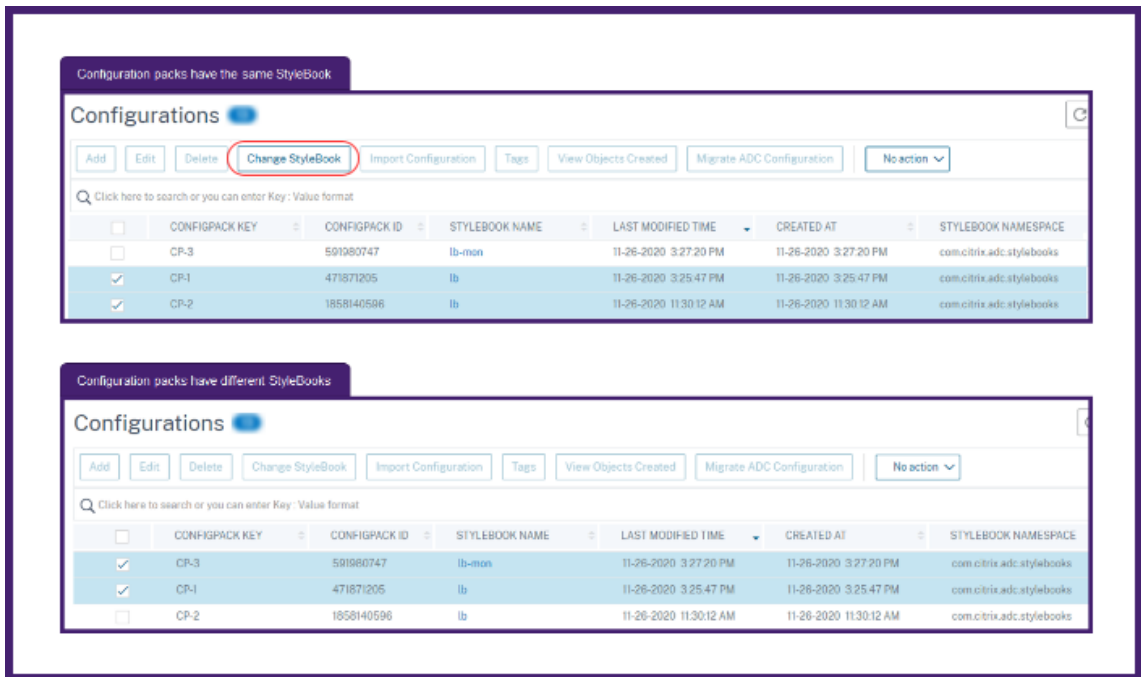 Configuration packs have the same StyleBook
Configurations
Add Edit Delete Change StyleBook Import Configuration Tags View Objects Created Migrate ADC Configuration No action
Click here to search or you can enter Key : Value format
CONFIGPACK KEY CONFIGPACK ID STYLEBOOK NAME LAST MODIFIED TIME CREATED AT STYLEBOOK NAMESPACE
CP-3 591980747 lb-mon 11-26-2020 3:27:20 PM 11-26-2020 3:27:20 PM com.citrix.adc.stylebooks
CP-1 471871205 lb 11-26-2020 3:25:47 PM 11-26-2020 3:25:47 PM com.citrix.adc.stylebooks
CP-2 1858140596 lb 11-26-2020 11:30:12 AM 11-26-2020 11:30:12 AM com.citrix.adc.stylebooks
Configuration packs have different StyleBooks
Configurations
Add Edit Delete Change StyleBook Import Configuration Tags View Objects Created Migrate ADC Configuration No action
Click here to search or you can enter Key : Value format
CONFIGPACK KEY CONFIGPACK ID STYLEBOOK NAME LAST MODIFIED TIME CREATED AT STYLEBOOK NAMESPACE
CP-3 591980747 lb-mon 11-26-2020 3:27:20 PM 11-26-2020 3:27:20 PM com.citrix.adc.stylebooks
CP-1 471871205 lb 11-26-2020 3:25:47 PM 11-26-2020 3:25:47 PM com.citrix.adc.stylebooks
CP-2 1858140596 lb 11-26-2020 11:30:12 AM 11-26-2020 11:30:12 AM com.citrix.adc.stylebooks